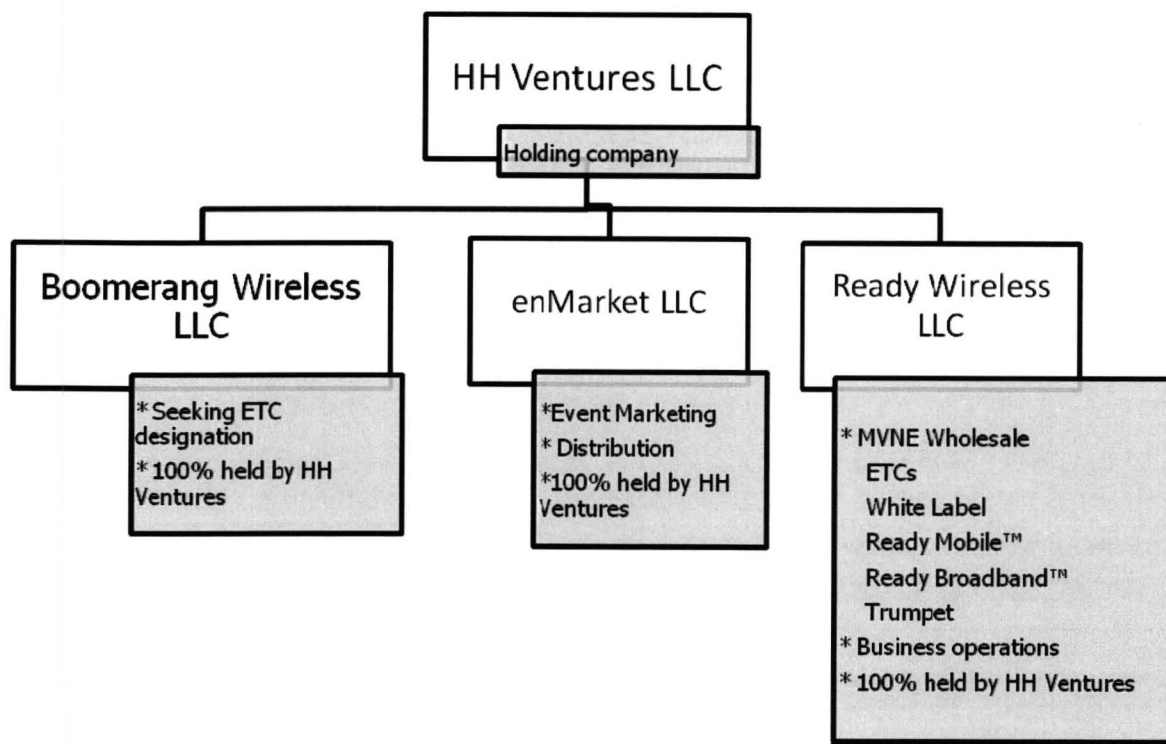 HH Ventures LLC
Holding company
Boomerang Wireless
LLC
* Seeking ETC
designation
* 100% held by HH
Ventures
enMarket LLC
*Event Marketing
* Distribution
*100% held by HH
Ventures
Ready Wireless
LLC
* MVNE Wholesale
ETCs
White Label
Ready Mobile™
Ready Broadband™
Trumpet
* Business operations
* 100% held by HH Ventures